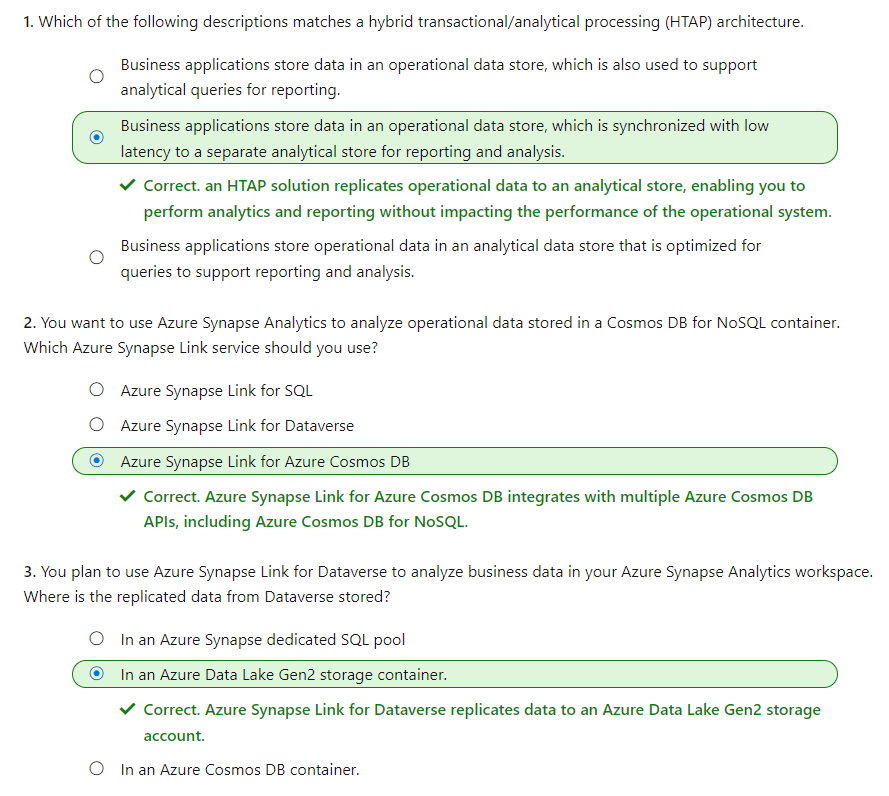 1. Which of the following descriptions matches a hybrid transactional/analytical processing (HTAP) architecture.
Business applications store data in an operational data store, which is also used to support
analytical queries for reporting.
Business applications store data in an operational data store, which is synchronized with low
latency to a separate analytical store for reporting and analysis.
Correct. an HTAP solution replicates operational data to an analytical store, enabling you to
perform analytics and reporting without impacting the performance of the operational system.
Business applications store operational data in an analytical data store that is optimized for
queries to support reporting and analysis.
2. You want to use Azure Synapse Analytics to analyze operational data stored in a Cosmos DB for NoSQL container.
Which Azure Synapse Link service should you use?
Azure Synapse Link for SQL
Azure Synapse Link for Dataverse
Azure Synapse Link for Azure Cosmos DB
Correct. Azure Synapse Link for Azure Cosmos DB integrates with multiple Azure Cosmos DB
APIs, including Azure Cosmos DB for NoSQL.
3. You plan to use Azure Synapse Link for Dataverse to analyze business data in your Azure Synapse Analytics workspace.
Where is the replicated data from Dataverse stored?
In an Azure Synapse dedicated SQL pool
In an Azure Data Lake Gen2 storage container.
Correct. Azure Synapse Link for Dataverse replicates data to an Azure Data Lake Gen2 storage
account.
In an Azure Cosmos DB container.